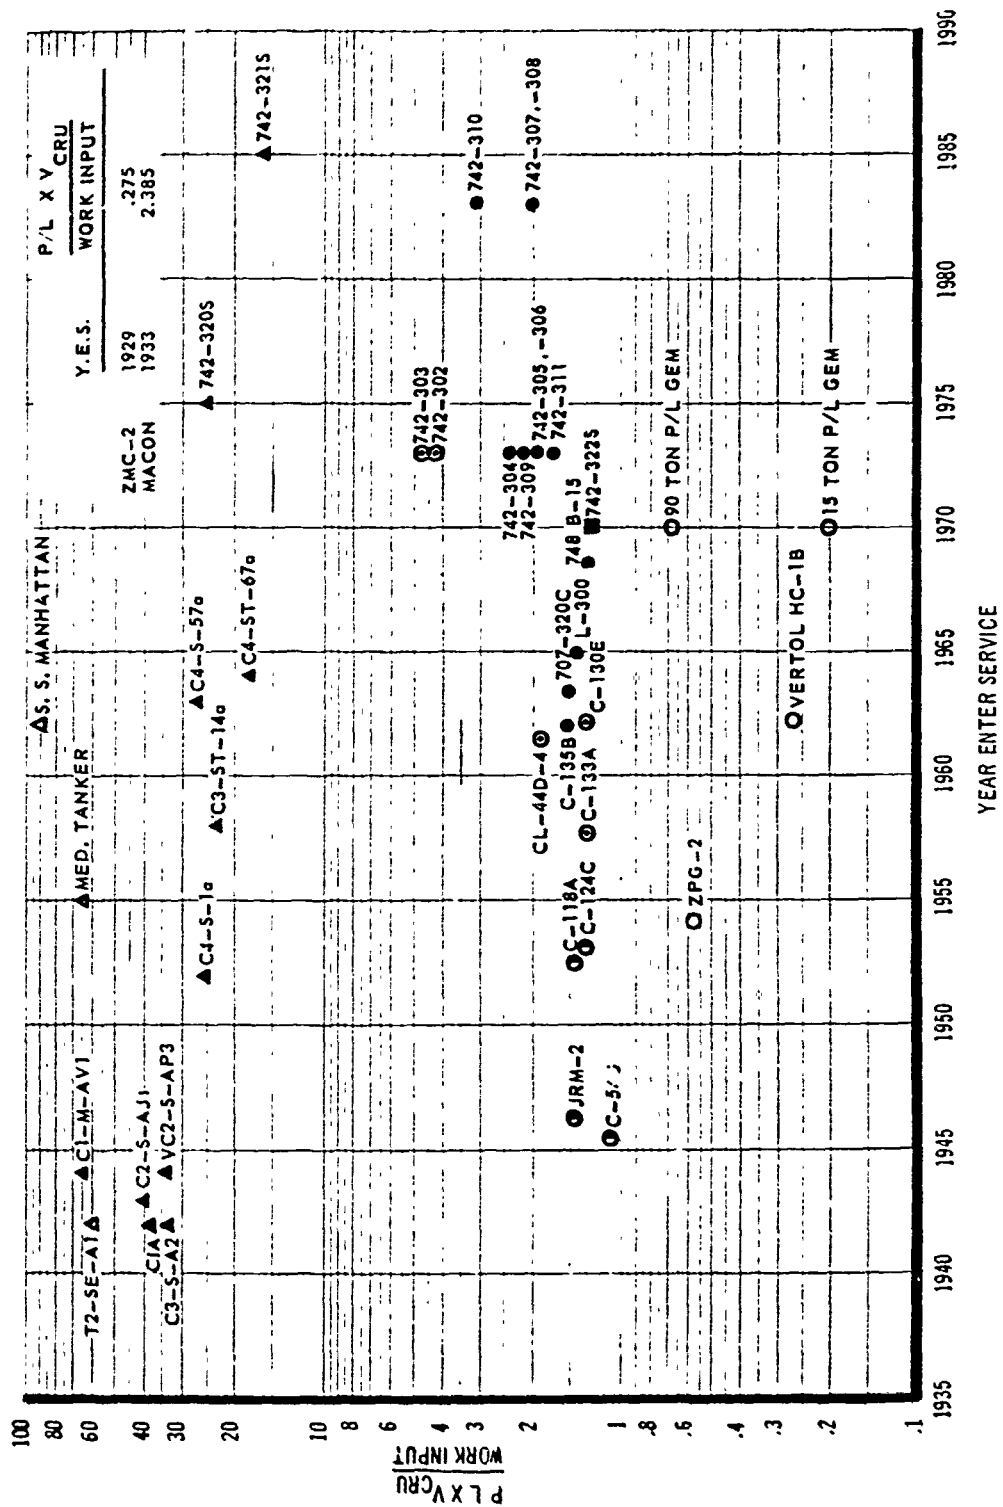 P/L X V CRU
WORK INPUT
Y.E.S.
ZMC-2 1929 .275
MACON 1933 2.385
S. S. MANHATTAN
MED. TANKER
C1-M-AV1
T2-SE-A1
C2-S-AJ1
C1A
VC2-S-AP3
C3-S-A2
C4-S-1a
C4-S-57a
C3-ST-14a
C4-ST-67a
742-320S
742-321S
742-303
742-302
742-310
742-304
742-309
742-305,-306
742-307,-308
742-311
742-322S
748 B-15
L-300
707-320C
C-130E
CL-44D-4
C-135B
C-133A
C-118A
C-124C
JRM-2
ZPG-2
VERTOL HC-1B
90 TON P/L GEM
15 TON P/L GEM
P L X V CRU
WORK INPUT
100
80
60
40
30
20
10
8
6
4
3
2
1
.8
.6
.4
.3
.2
.1
1935 1940 1945 1950 1955 1960 1965 1970 1975 1980 1985 1990
YEAR ENTER SERVICE